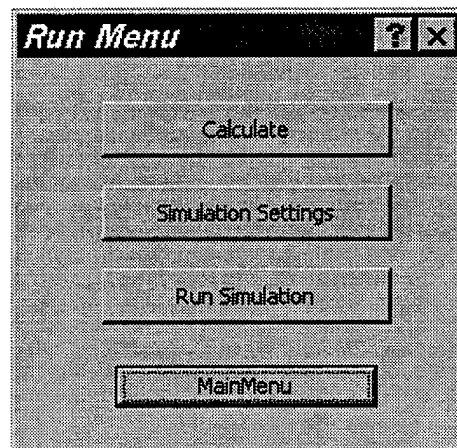 Run Menu ? X
Calculate
Simulation Settings
Run Simulation
MainMenu